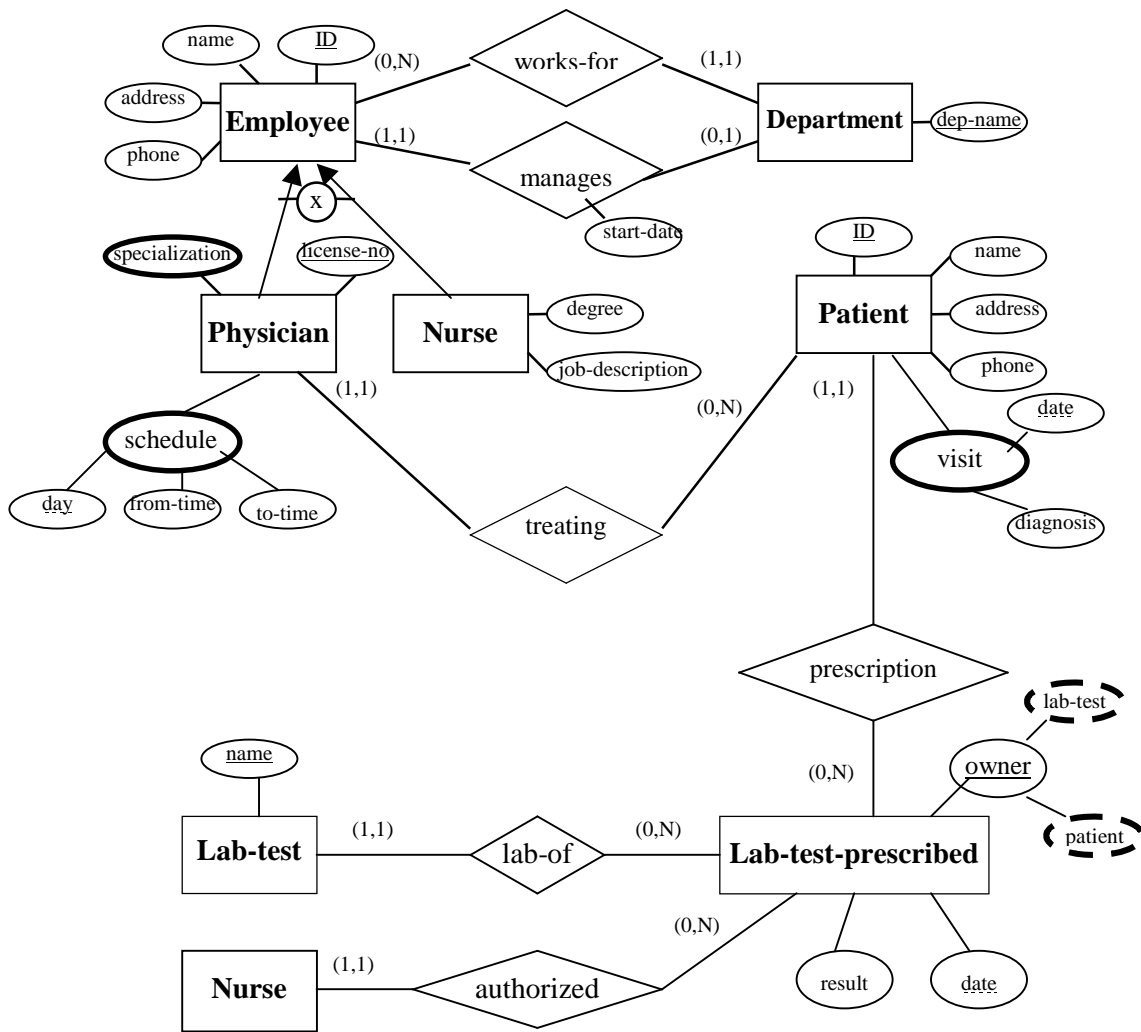 name
ID
(0,N)
works-for
(1,1)
address
Employee
Department
dep-name
(1,1)
(0,1)
phone
manages
x
start-date
ID
specialization
license-no
name
Physician
Nurse
degree
Patient
address
job-description
phone
(1,1)
(0,N)
(1,1)
date
schedule
visit
day
from-time
to-time
treating
diagnosis
prescription
lab-test
name
(0,N)
owner
(1,1)
(0,N)
patient
Lab-test
lab-of
Lab-test-prescribed
(0,N)
(1,1)
Nurse
authorized
result
date